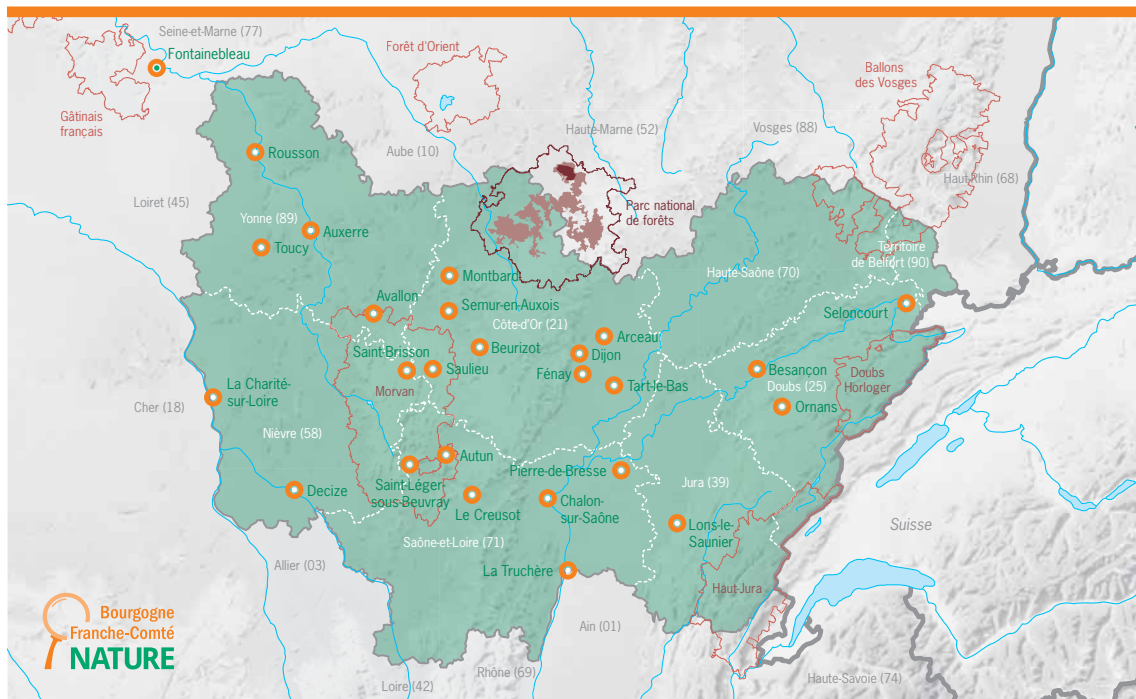 Seine-et-Marne (77)
Fontainebleau
Forêt d'Orient
Ballons
des Vosges
Gâtinais
français
Haute-Marne (52)
Vosges (88)
Aube (10)
Rousson
Haut-Rhin (68)
Loiret (45)
Parc national
de forêts
Yonne (89)
Auxerre
Toucy
Territoire
de Belfort (90)
Haute-Saône (70)
Montbard
Avallon
Semur-en-Auxois
Seloncourt
Côte-d'Or (21)
Arceau
Saint-Brisson
Beurizot
Dijon
Saulieu
Fénay
Besançon
Doubs
Horloger
La Charité-
sur-Loire
Morvan
Tart-le-Bas
Doubs (25)
Cher (18)
Ornans
Nièvre (58)
Autun
Pierre-de-Bresse
Decize
Saint-Léger-
sous-Beuvray
Jura (39)
Le Creusot
Chalon-
sur-Saône
Lons-le-
Saunier
Suisse
Saône-et-Loire (71)
Allier (03)
La Truchère
Haut-Jura
Bourgogne
Franche-Comté
NATURE
Ain (01)
Rhône (69)
Loire (42)
Haute-Savoie (74)